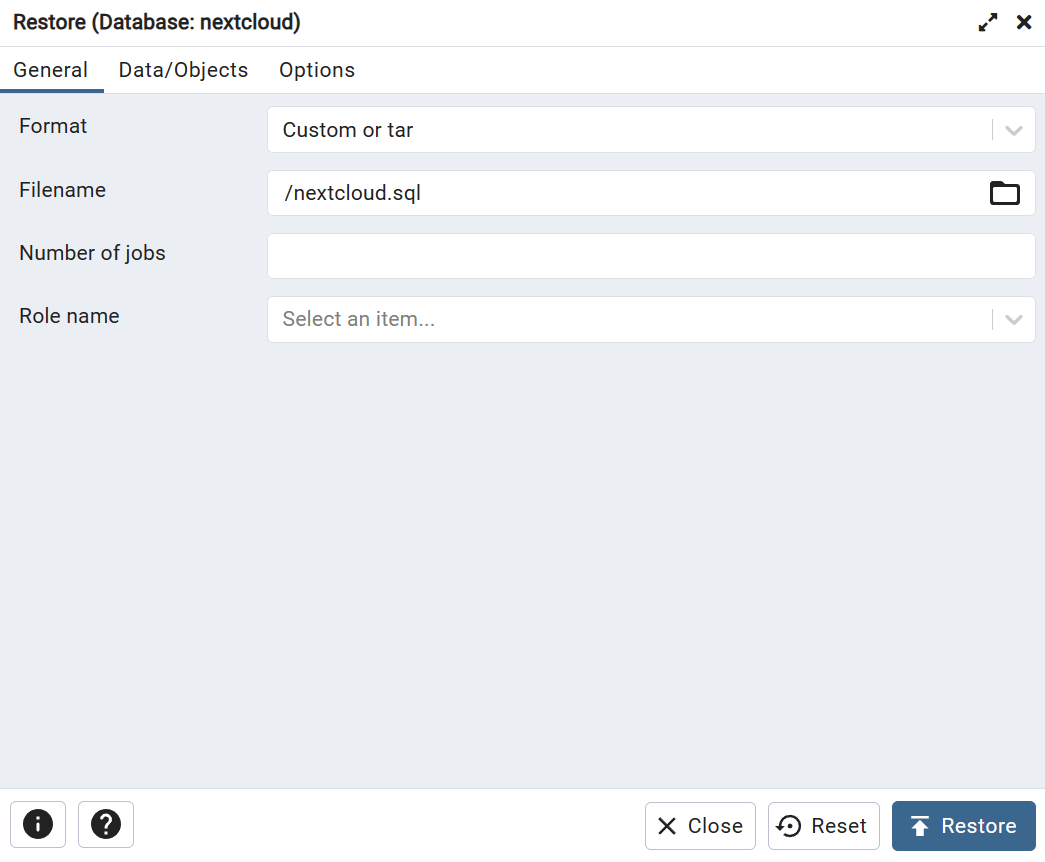 Restore (Database: nextcloud)
General Data/Objects Options
Format Custom or tar
Filename /nextcloud.sql
Number of jobs
Role name Select an item...
Close Reset Restore